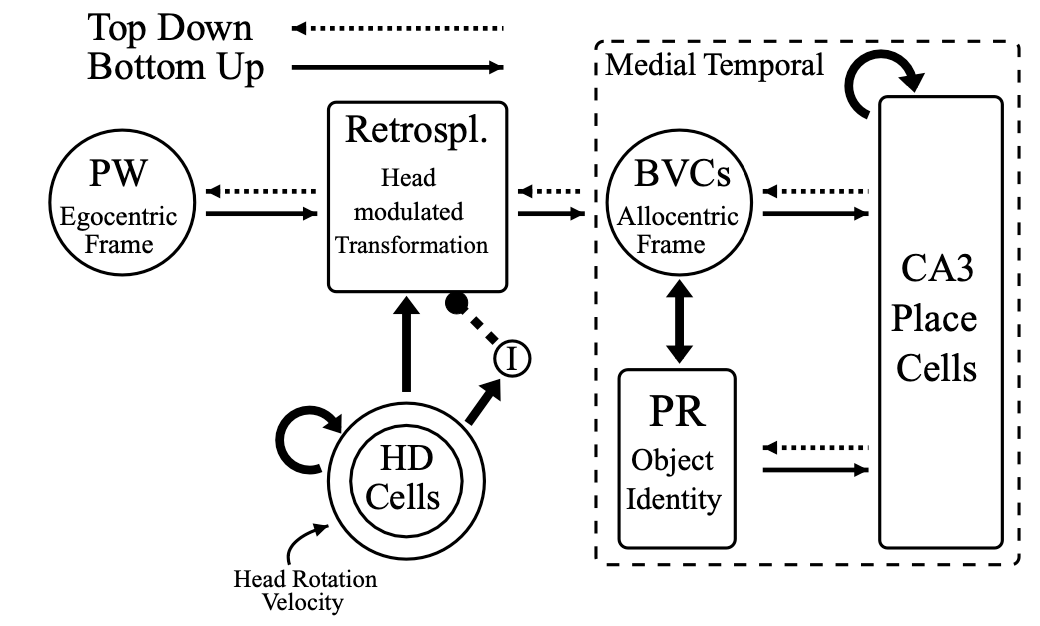 Top Down
Bottom Up
Medial Temporal
PW
Egocentric
Frame
Retrospl.
Head
modulated
Transformation
BVCs
Allocentric
Frame
CA3
Place
Cells
I
PR
Object
Identity
HD
Cells
Head Rotation
Velocity